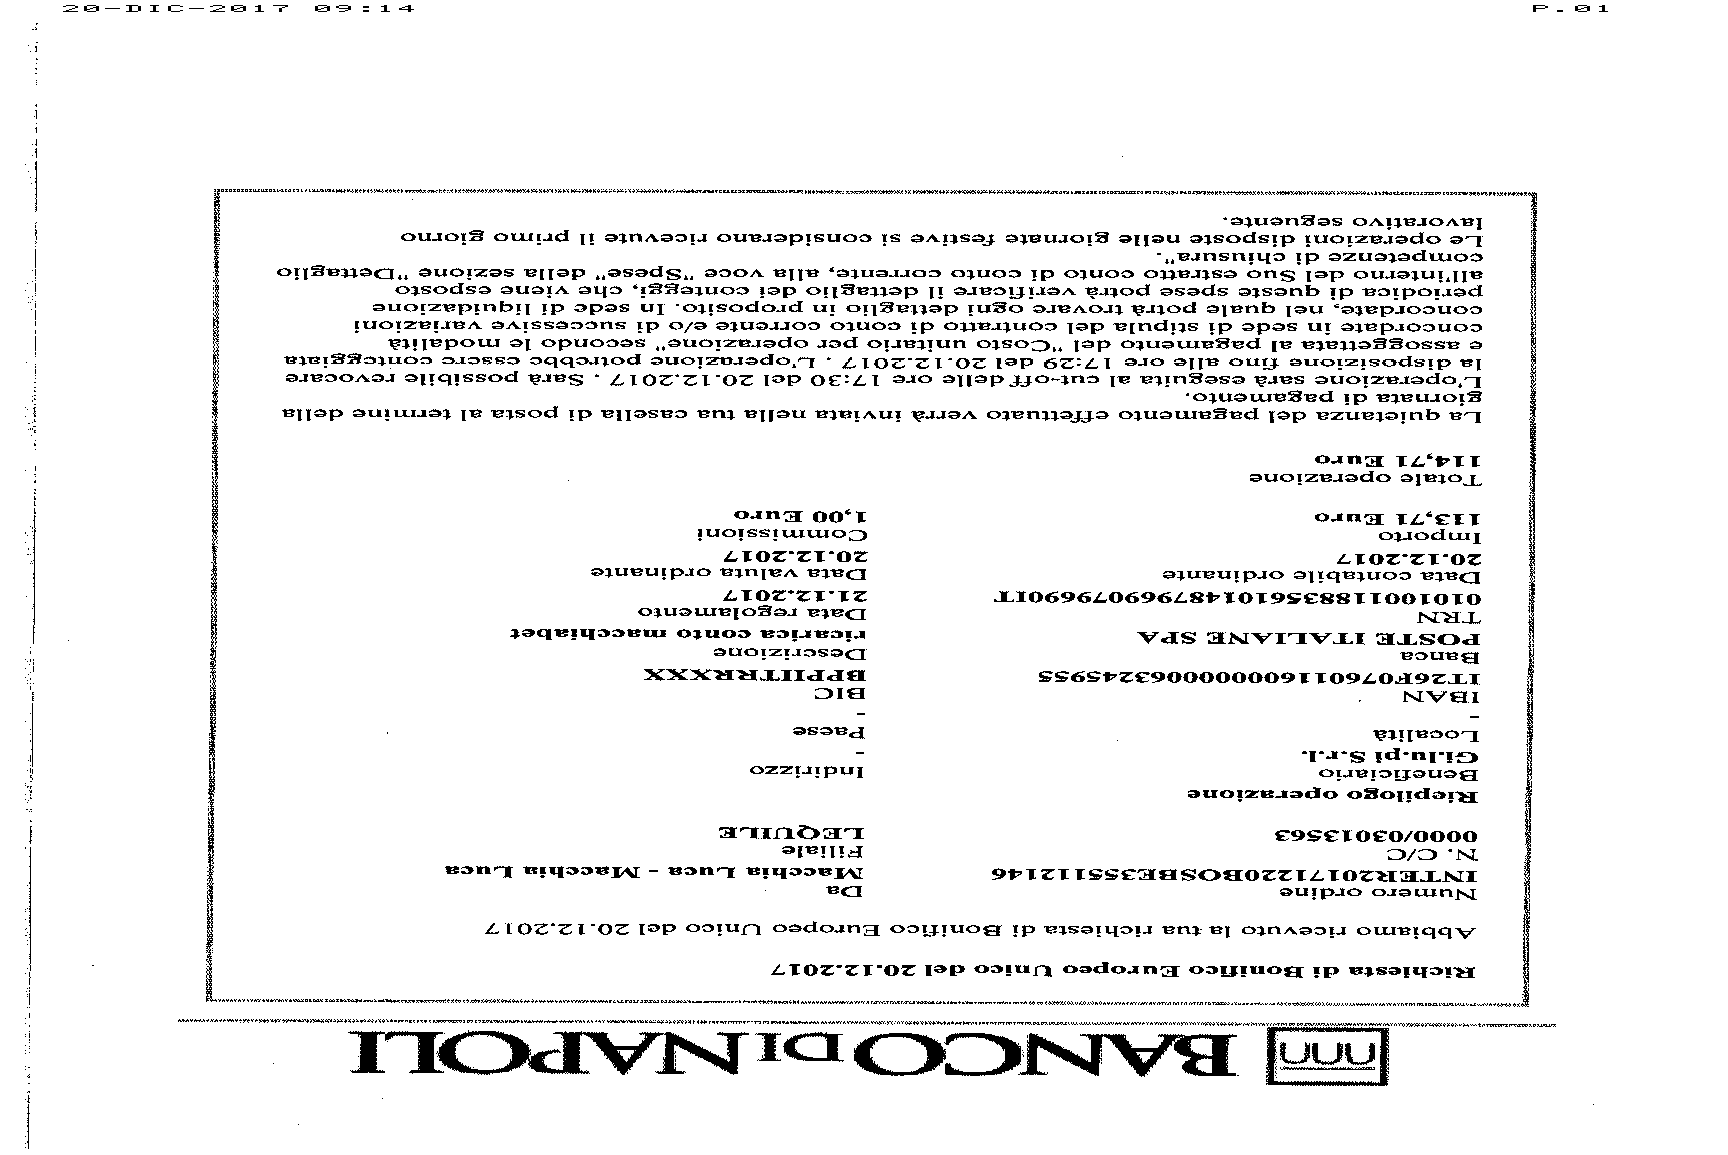 20-DIC-2017 09:14 P.01
BANCO DI NAPOLI
Richiesta di Bonifico Europeo Unico del 20.12.2017
Abbiamo ricevuto la tua richiesta di Bonifico Europeo Unico del 20.12.2017
Numero ordine Da
INTER20171220BOSBE355112146 Macchia Luca - Macchia Luca
N. C/C Filiale
0000/03013563 LEQUILE
Riepilogo operazione
Beneficiario Indirizzo
Gi.lu.pi S.r.l. -
Località Paese
- -
IBAN BIC
IT26F0760116000000063245955 BPPIITRRXXX
Banca Descrizione
POSTE ITALIANE SPA ricarica conto macchiabet
TRN Data regolamento
0101001188356101487969079690IT 21.12.2017
Data contabile ordinante Data valuta ordinante
20.12.2017 20.12.2017
Importo Commissioni
113,71 Euro 1,00 Euro
Totale operazione
114,71 Euro
La quietanza del pagamento effettuato verrà inviata nella tua casella di posta al termine della
giornata di pagamento.
L'operazione sarà eseguita al cut-off delle ore 17:30 del 20.12.2017 . Sarà possibile revocare
la disposizione fino alle ore 17:29 del 20.12.2017 . L'operazione potrebbe essere conteggiata
e assoggettata al pagamento del "Costo unitario per operazione" secondo le modalità
concordate in sede di stipula del contratto di conto corrente e/o di successive variazioni
concordate, nel quale potrà trovare ogni dettaglio in proposito. In sede di liquidazione
periodica di queste spese potrà verificare il dettaglio dei conteggi, che viene esposto
all'interno del Suo estratto conto di conto corrente, alla voce "Spese" della sezione "Dettaglio
competenze di chiusura".
Le operazioni disposte nelle giornate festive si considerano ricevute il primo giorno
lavorativo seguente.